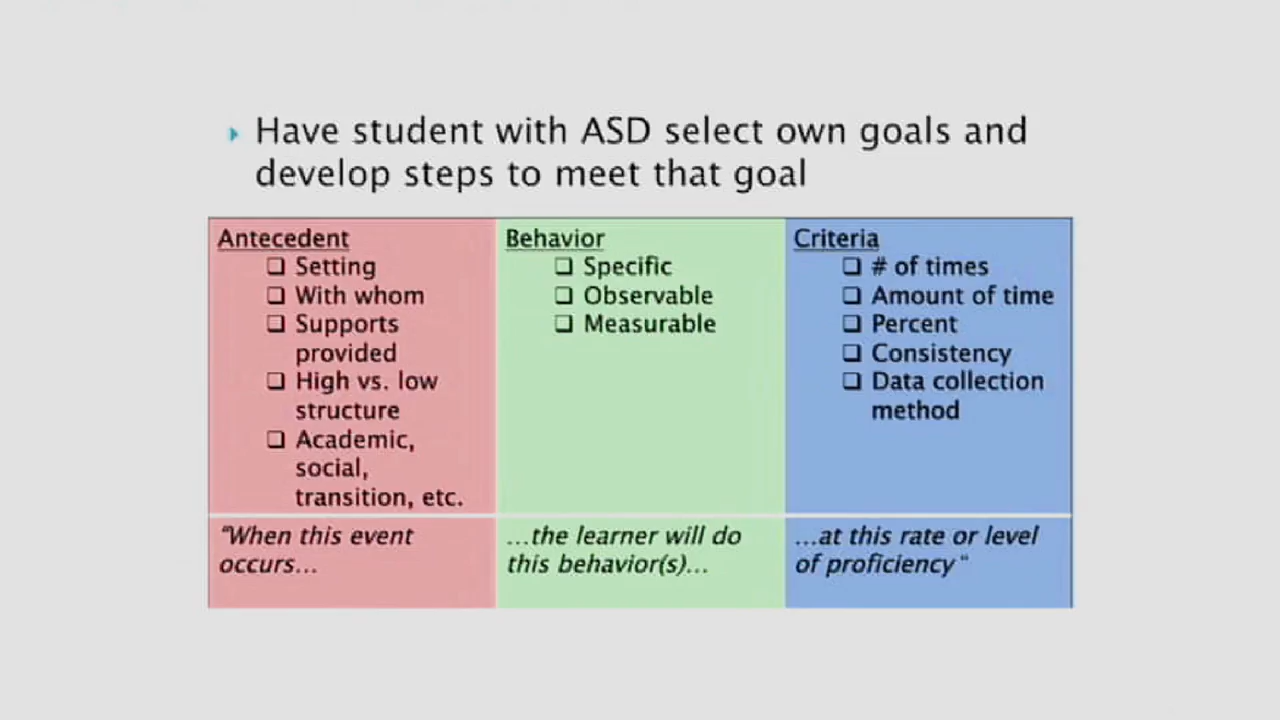 Have student with ASD select own goals and
develop steps to meet that goal
Antecedent
Setting
With whom
Supports
provided
High vs. low
structure
Academic,
social,
transition, etc.
Behavior
Specific
Observable
Measurable
Criteria
# of times
Amount of time
Percent
Consistency
Data collection
method
"When this event
occurs...
...the learner will do
this behavior(s)...
...at this rate or level
of proficiency"